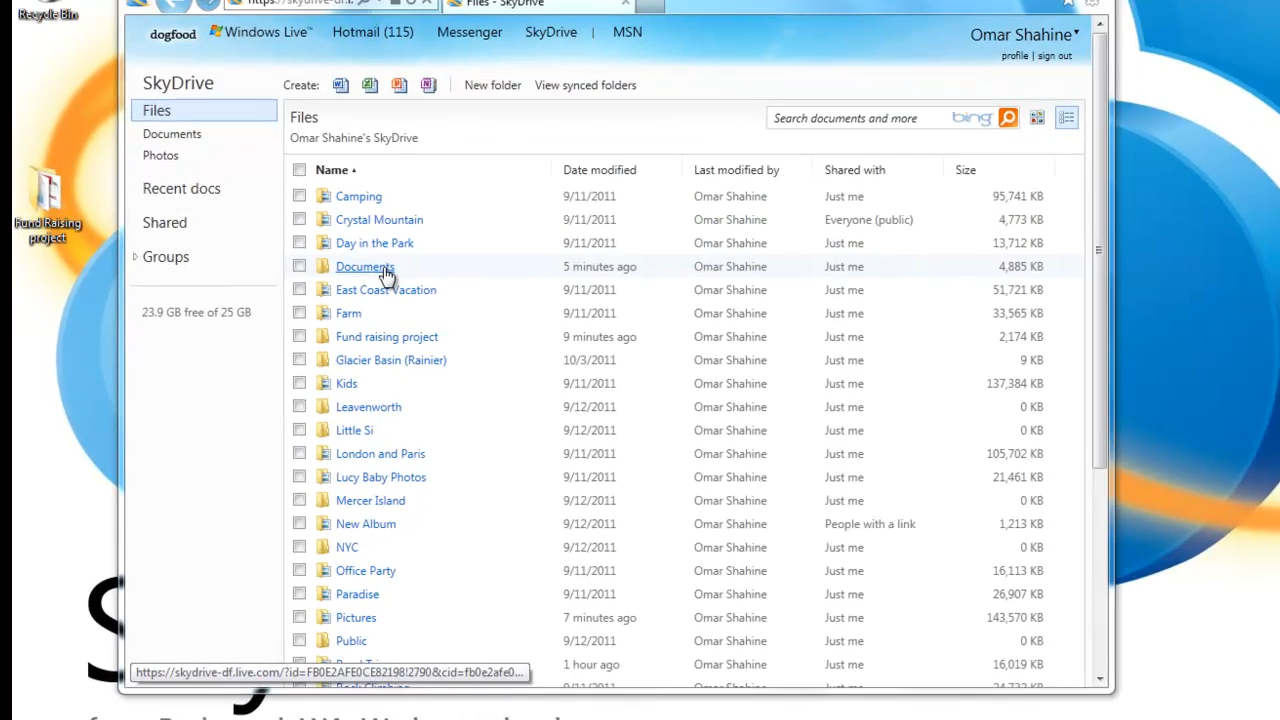 Recycle Bin
Files - SkyDrive
dogfood Windows Live™ Hotmail (115) Messenger SkyDrive | MSN
Omar Shahine
profile | sign out
SkyDrive
Create: New folder View synced folders
Files
Documents
Photos
Recent docs
Shared
Groups
23.9 GB free of 25 GB
Fund Raising
project
Files
Omar Shahine's SkyDrive
Search documents and more bing
Name Date modified Last modified by Shared with Size
Camping 9/11/2011 Omar Shahine Just me 95,741 KB
Crystal Mountain 9/11/2011 Omar Shahine Everyone (public) 4,773 KB
Day in the Park 9/11/2011 Omar Shahine Just me 13,712 KB
Documents 5 minutes ago Omar Shahine Just me 4,885 KB
East Coast Vacation 9/11/2011 Omar Shahine Just me 51,721 KB
Farm 9/11/2011 Omar Shahine Just me 33,565 KB
Fund raising project 9 minutes ago Omar Shahine Just me 2,174 KB
Glacier Basin (Rainier) 10/3/2011 Omar Shahine Just me 9 KB
Kids 9/11/2011 Omar Shahine Just me 137,384 KB
Leavenworth 9/12/2011 Omar Shahine Just me 0 KB
Little Si 9/12/2011 Omar Shahine Just me 0 KB
London and Paris 9/11/2011 Omar Shahine Just me 105,702 KB
Lucy Baby Photos 9/11/2011 Omar Shahine Just me 21,461 KB
Mercer Island 9/12/2011 Omar Shahine Just me 0 KB
New Album 9/12/2011 Omar Shahine People with a link 1,213 KB
NYC 9/12/2011 Omar Shahine Just me 0 KB
Office Party 9/11/2011 Omar Shahine Just me 16,113 KB
Paradise 9/11/2011 Omar Shahine Just me 26,907 KB
Pictures 7 minutes ago Omar Shahine Just me 143,570 KB
Public 9/12/2011 Omar Shahine Just me 0 KB
1 hour ago Omar Shahine Just me 16,019 KB
https://skydrive-df.live.com/?id=FB0E2AFE0CE82198!2790&cid=fb0e2afe0...